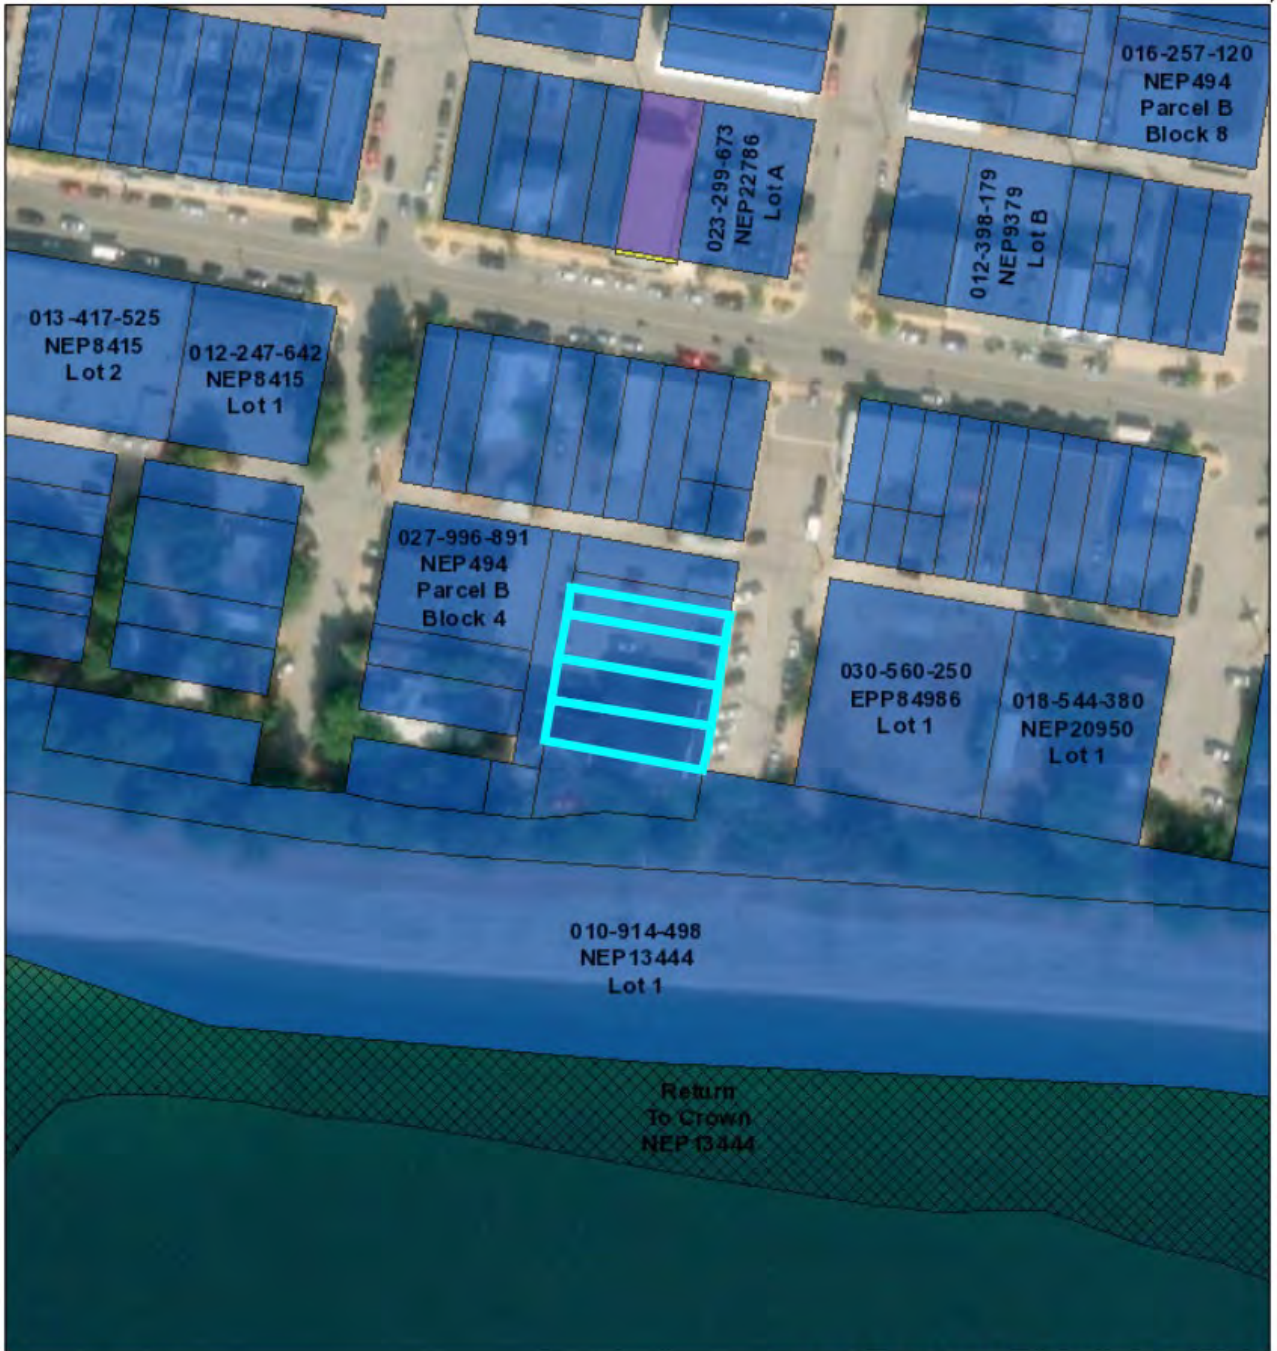 016-257-120
NEP494
Parcel B
Block 8
023-299-673
NEP22786
Lot A
012-398-179
NEP9379
Lot B
013-417-525
NEP8415
Lot 2
012-247-642
NEP8415
Lot 1
027-996-891
NEP494
Parcel B
Block 4
030-560-250
EPP84986
Lot 1
018-544-380
NEP20950
Lot 1
010-914-498
NEP13444
Lot 1
Return
To Crown
NEP13444